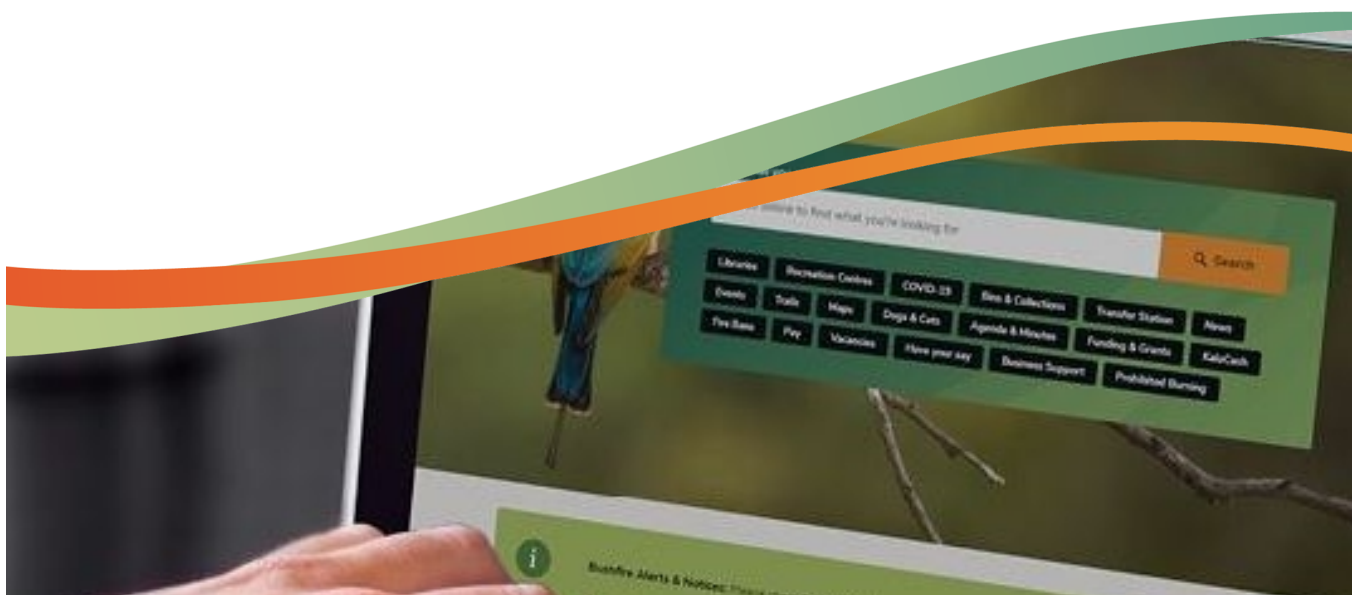 online to find what you're looking for
Search
Libraries Recreation Centres COVID-19 Bins & Collections Transfer Station News
Events Trails Maps Dogs & Cats Agenda & Minutes Funding & Grants KalaCash
Fire Bans Pay Vacancies Have your say Business Support Prohibited Burning
i
Bushfire Alerts & Notices: